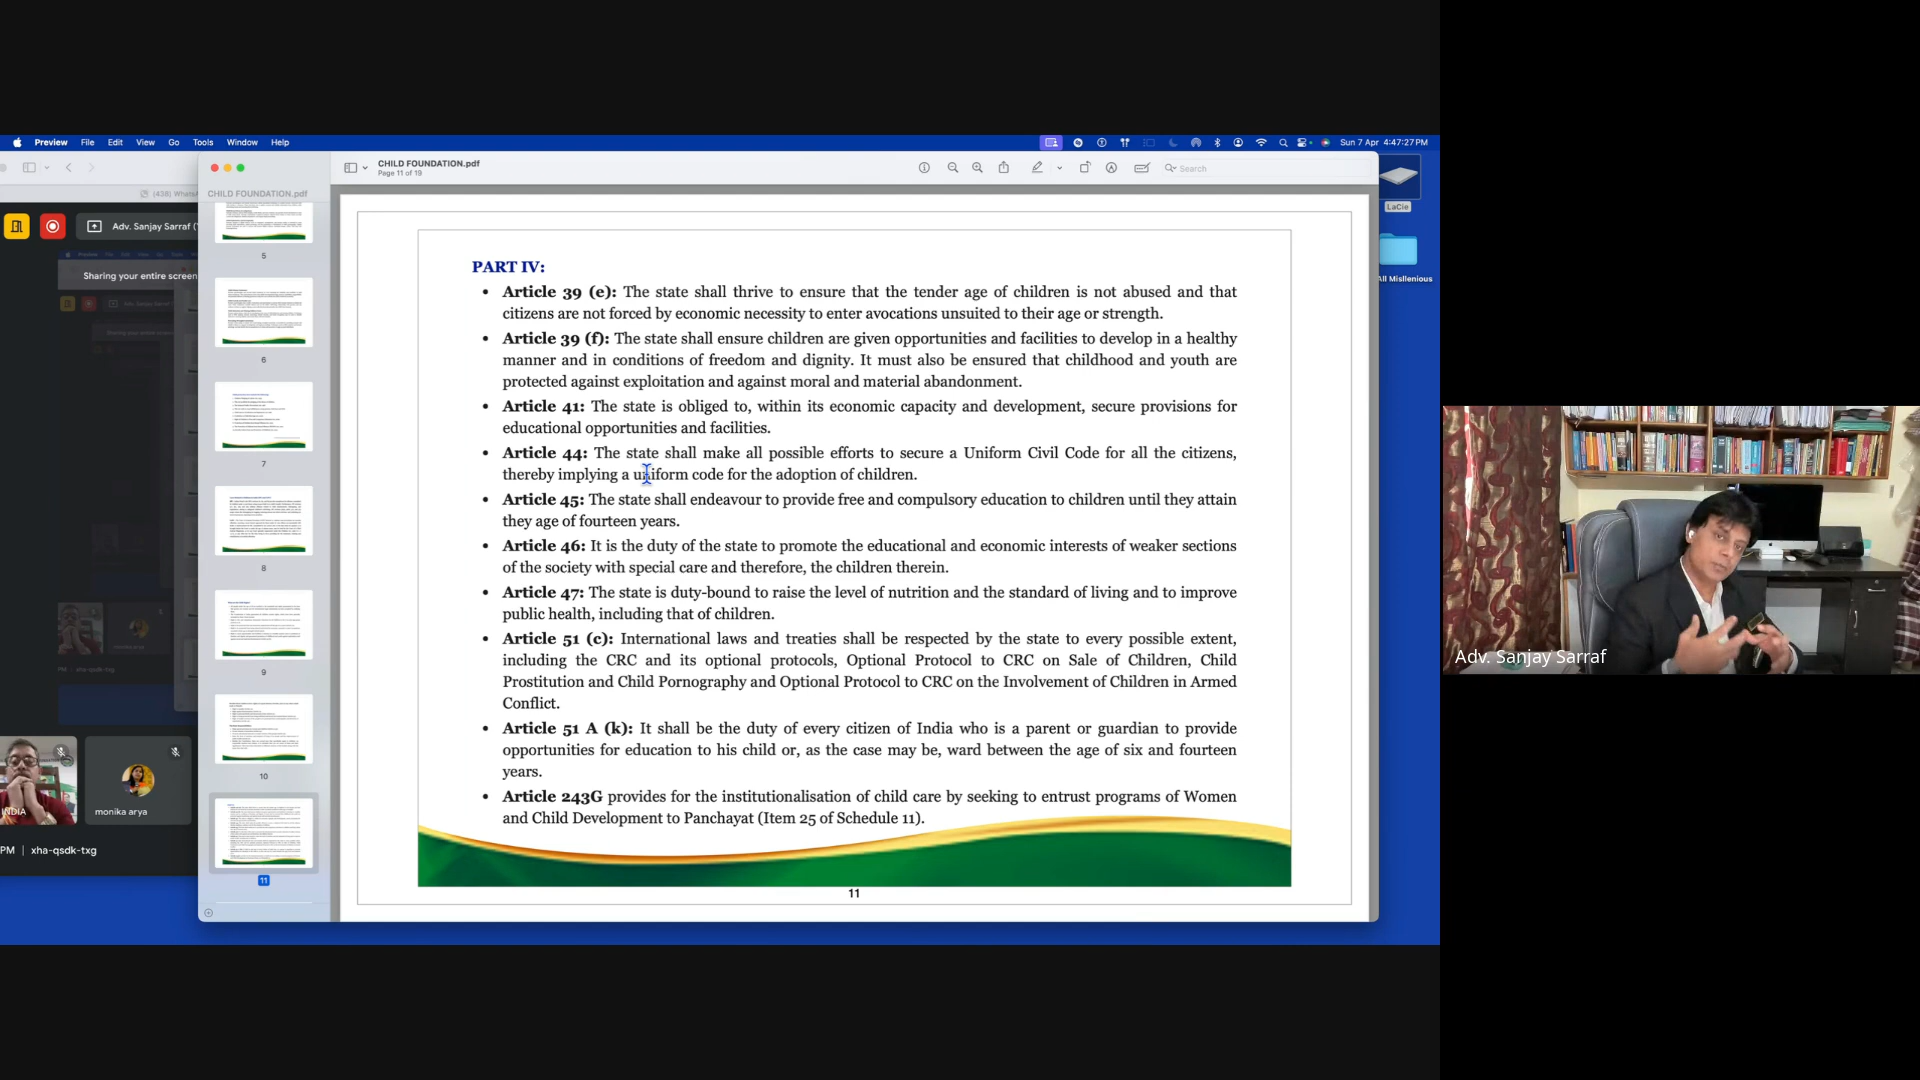 Preview File Edit View Go Tools Window Help
Sun 7 Apr 4:47:27 PM
CHILD FOUNDATION.pdf
Page 11 of 19
Search
CHILD FOUNDATION.pdf
LaCie
Adv. Sanjay Sarraf
Sharing your entire screen
All Misllenious
5
6
7
8
9
10
11
PART IV:
• Article 39 (e): The state shall thrive to ensure that the tender age of children is not abused and that
citizens are not forced by economic necessity to enter avocations unsuited to their age or strength.
• Article 39 (f): The state shall ensure children are given opportunities and facilities to develop in a healthy
manner and in conditions of freedom and dignity. It must also be ensured that childhood and youth are
protected against exploitation and against moral and material abandonment.
• Article 41: The state is obliged to, within its economic capacity and development, secure provisions for
educational opportunities and facilities.
• Article 44: The state shall make all possible efforts to secure a Uniform Civil Code for all the citizens,
thereby implying a uniform code for the adoption of children.
• Article 45: The state shall endeavour to provide free and compulsory education to children until they attain
they age of fourteen years.
• Article 46: It is the duty of the state to promote the educational and economic interests of weaker sections
of the society with special care and therefore, the children therein.
• Article 47: The state is duty-bound to raise the level of nutrition and the standard of living and to improve
public health, including that of children.
• Article 51 (c): International laws and treaties shall be respected by the state to every possible extent,
including the CRC and its optional protocols, Optional Protocol to CRC on Sale of Children, Child
Prostitution and Child Pornography and Optional Protocol to CRC on the Involvement of Children in Armed
Conflict.
• Article 51 A (k): It shall be the duty of every citizen of India who is a parent or guardian to provide
opportunities for education to his child or, as the case may be, ward between the age of six and fourteen
years.
• Article 243G provides for the institutionalisation of child care by seeking to entrust programs of Women
and Child Development to Panchayat (Item 25 of Schedule 11).
11
INDIA
monika arya
PM | xha-qsdk-txg
Adv. Sanjay Sarraf